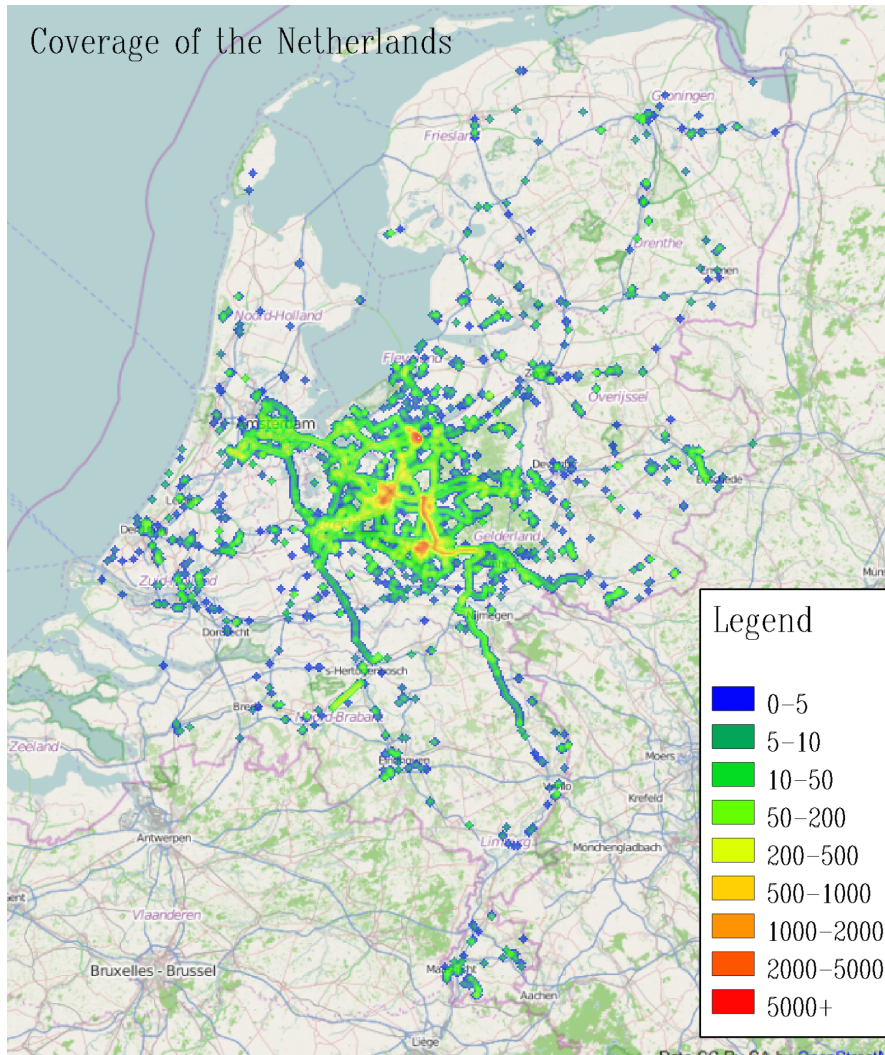 Coverage of the Netherlands
Groningen
Friesland
Drenthe
Emmen
Noord-Holland
Flevoland
Overijssel
Amsterdam
Enschede
Gelderland
Zuid-Holland
Nijmegen
Dordrecht
's-Hertogenbosch
Noord-Brabant
Zeeland
Eindhoven
Moers
Venlo
Krefeld
Antwerpen
Limburg
Mönchengladbach
Vlaanderen
Bruxelles - Brussel
Maastricht
Aachen
Liège
Legend
0-5
5-10
10-50
50-200
200-500
500-1000
1000-2000
2000-5000
5000+